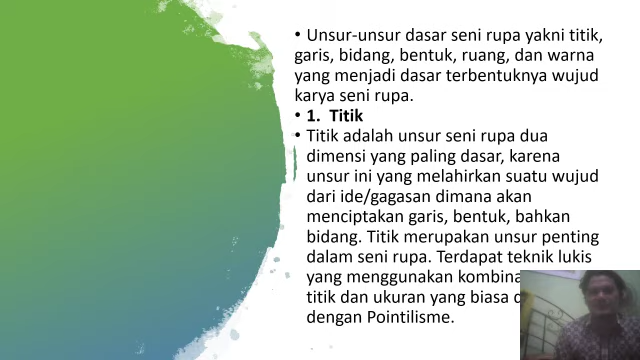 • Unsur-unsur dasar seni rupa yakni titik,
garis, bidang, bentuk, ruang, dan warna
yang menjadi dasar terbentuknya wujud
karya seni rupa.
• 1. Titik
• Titik adalah unsur seni rupa dua
dimensi yang paling dasar, karena
unsur ini yang melahirkan suatu wujud
dari ide/gagasan dimana akan
menciptakan garis, bentuk, bahkan
bidang. Titik merupakan unsur penting
dalam seni rupa. Terdapat teknik lukis
yang menggunakan
titik dan ukuran yang biasa
dengan Pointilisme.